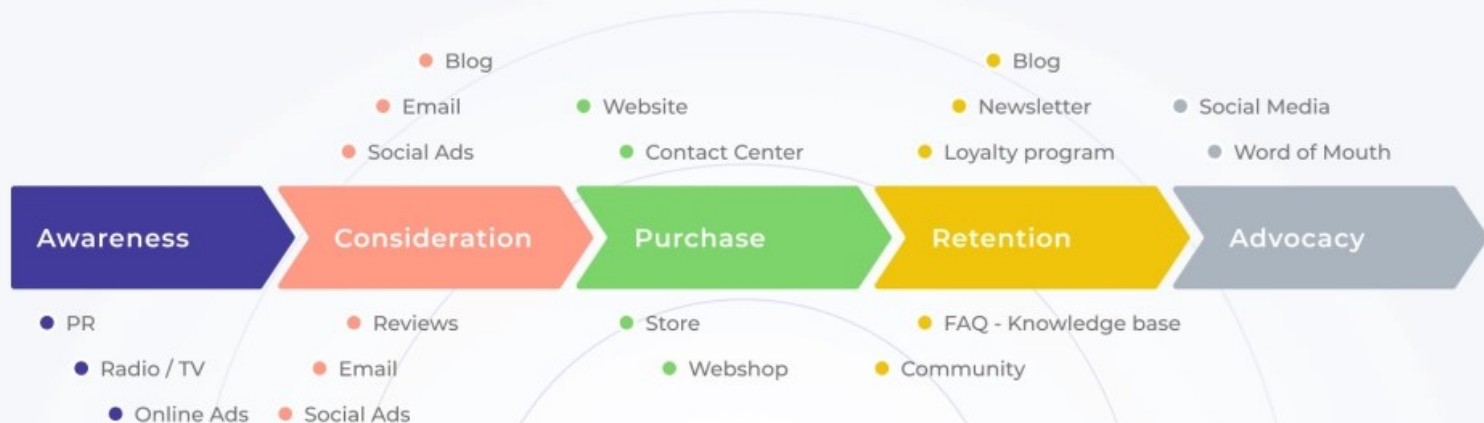 Blog
Email
Social Ads
Website
Contact Center
Blog
Newsletter
Loyalty program
Social Media
Word of Mouth
Awareness
Consideration
Purchase
Retention
Advocacy
PR
Radio / TV
Online Ads
Reviews
Email
Social Ads
Store
Webshop
FAQ - Knowledge base
Community